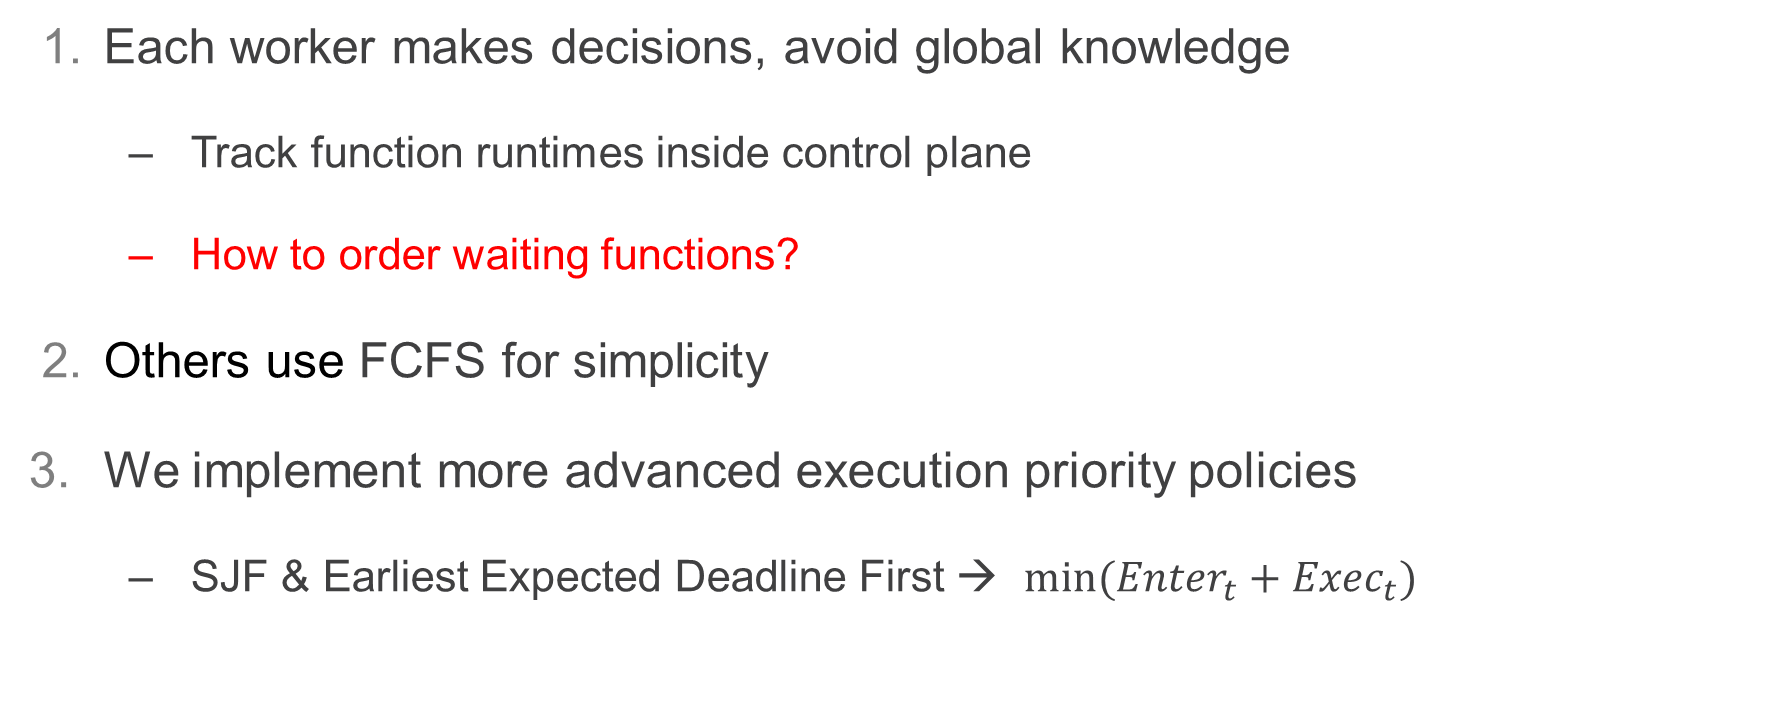 1. Each worker makes decisions, avoid global knowledge
– Track function runtimes inside control plane
– How to order waiting functions?
2. Others use FCFS for simplicity
3. We implement more advanced execution priority policies
– SJF & Earliest Expected Deadline First → min(Enterₜ + Execₜ)